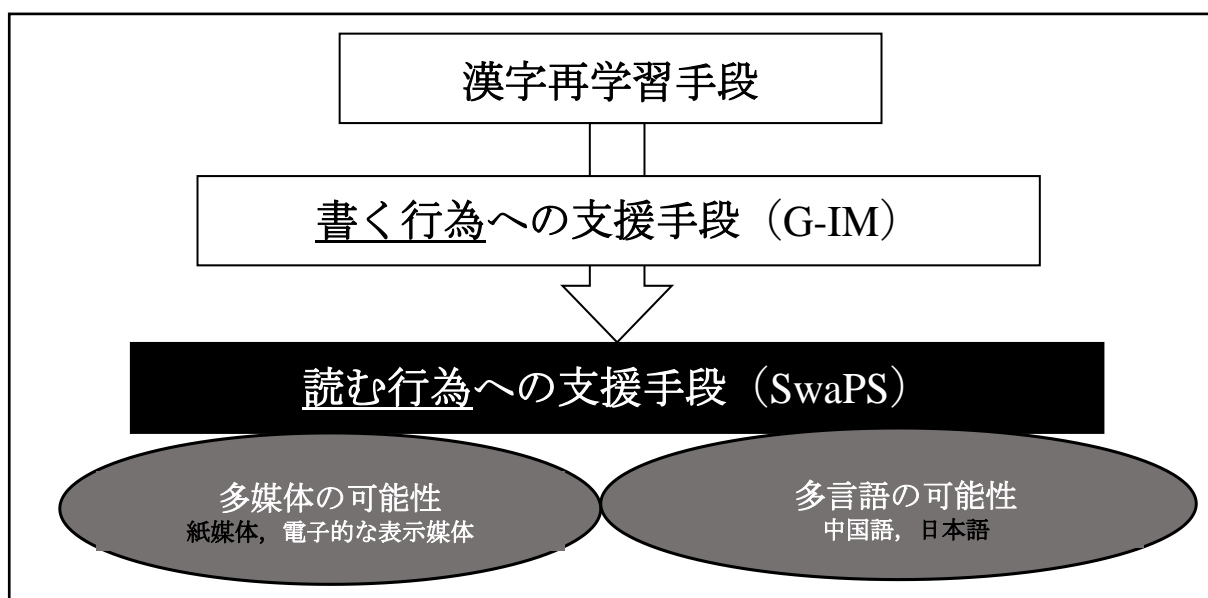 漢字再学習手段
書く行為への支援手段（G-IM）
読む行為への支援手段（SwaPS）
多媒体の可能性
紙媒体，電子的な表示媒体
多言語の可能性
中国語，日本語